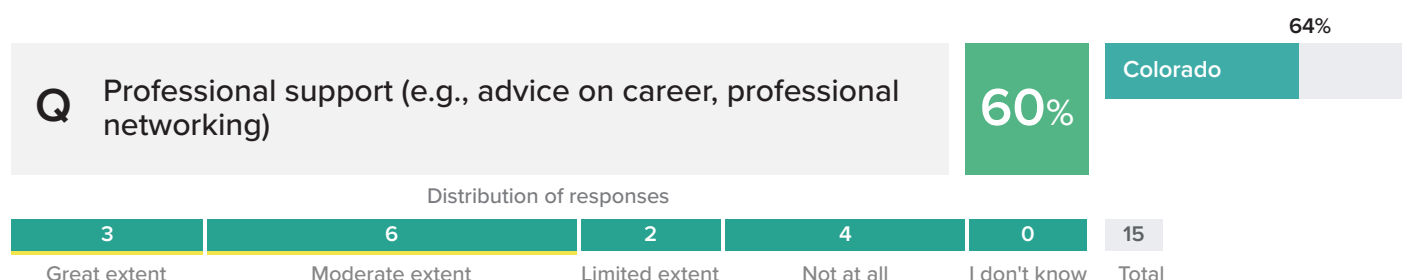 64%
Q
Professional support (e.g., advice on career, professional
networking)
60%
Colorado
Distribution of responses
3 6 2 4 0 15
Great extent Moderate extent Limited extent Not at all I don't know Total